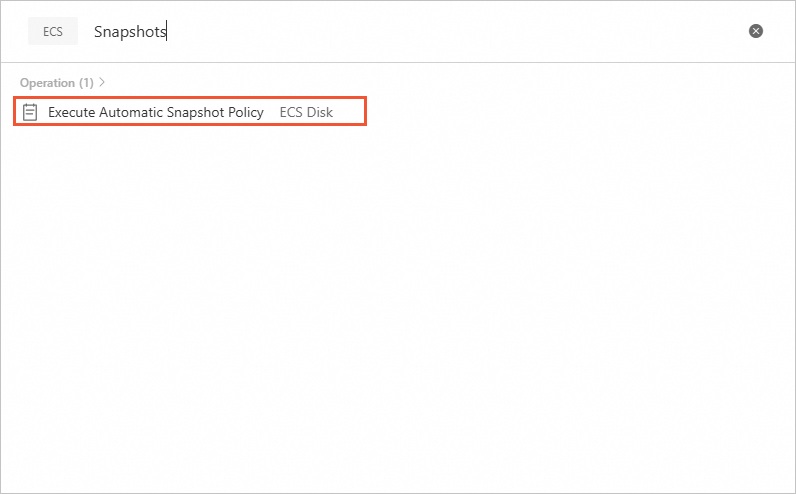 ECS Snapshots
Operation (1)
Execute Automatic Snapshot Policy ECS Disk